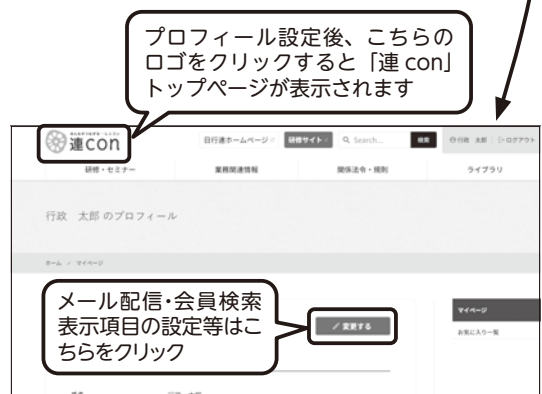 プロフィール設定後、こちらの
ロゴをクリックすると「連 con」
トップページが表示されます
連con
日行連ホームページ
研修サイト
Search...
検索
行政 太郎
ログアウト
研修・セミナー
業務関連情報
関係法令・規則
ライブラリ
行政 太郎 のプロフィール
ホーム / マイページ
メール配信・会員検索
表示項目の設定等はこ
ちらをクリック
変更する
マイページ
お気に入り一覧
氏名
行政 太郎